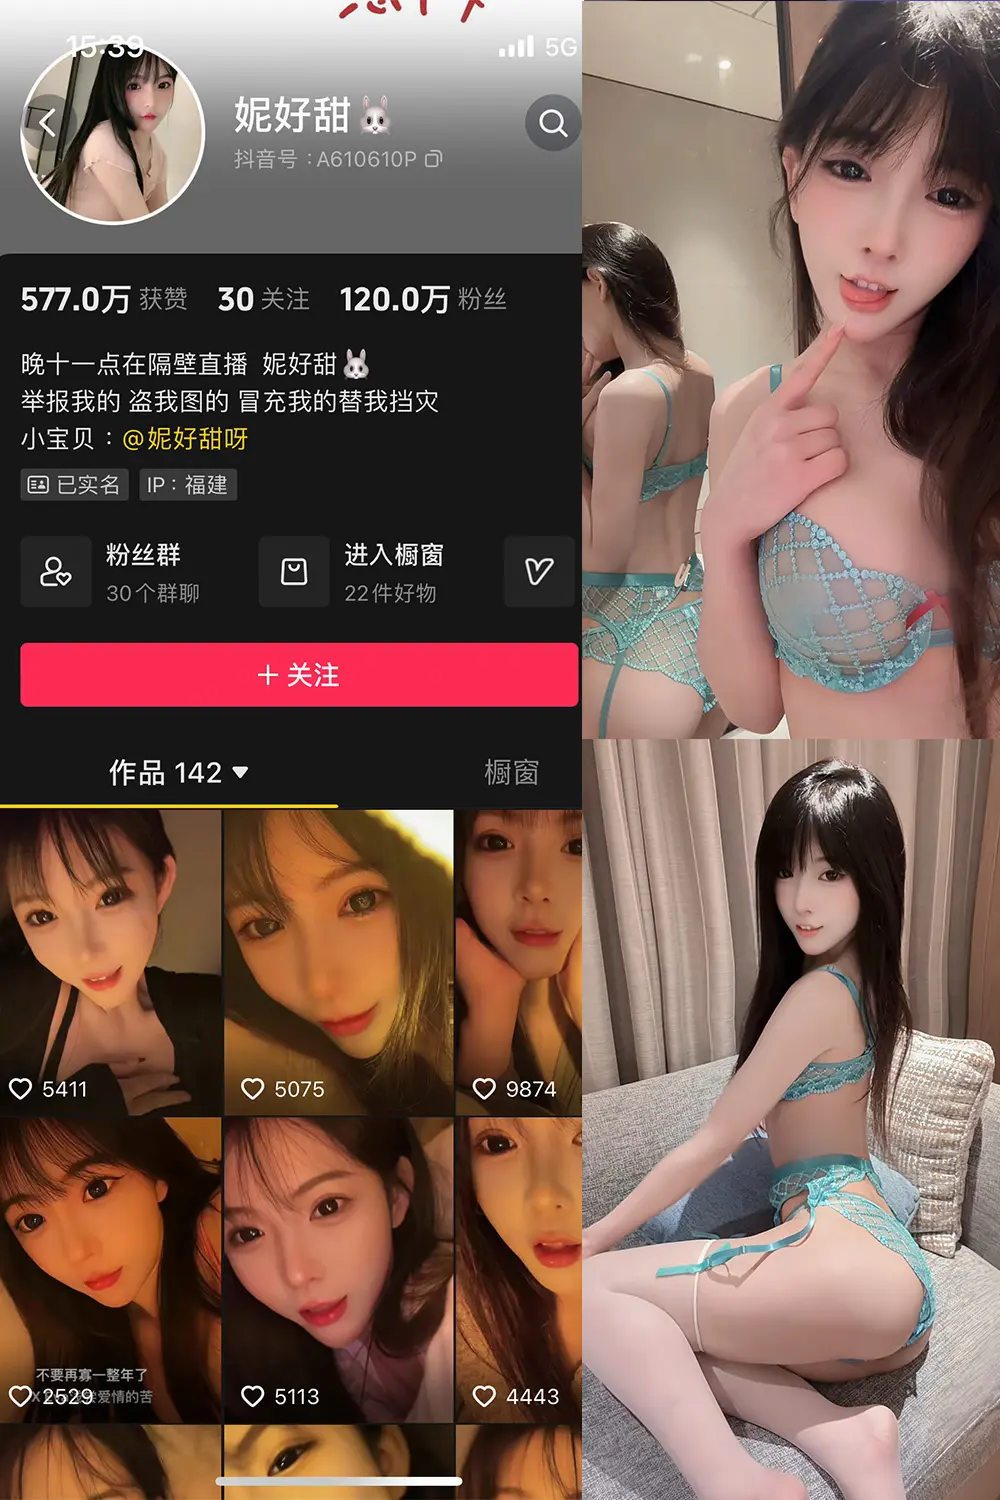 15:39
5G
妮好甜🐰
抖音号：A610610P
577.0万 获赞 30 关注 120.0万 粉丝
晚十一点在隔壁直播 妮好甜🐰
举报我的 盗我图的 冒充我的替我挡灾
小宝贝：@妮好甜呀
已实名 IP：福建
粉丝群
30个群聊
进入橱窗
22件好物
+ 关注
作品 142 ▼
橱窗
5411
5075
9874
不要再寡一整年了
爱情的苦
2529
5113
4443